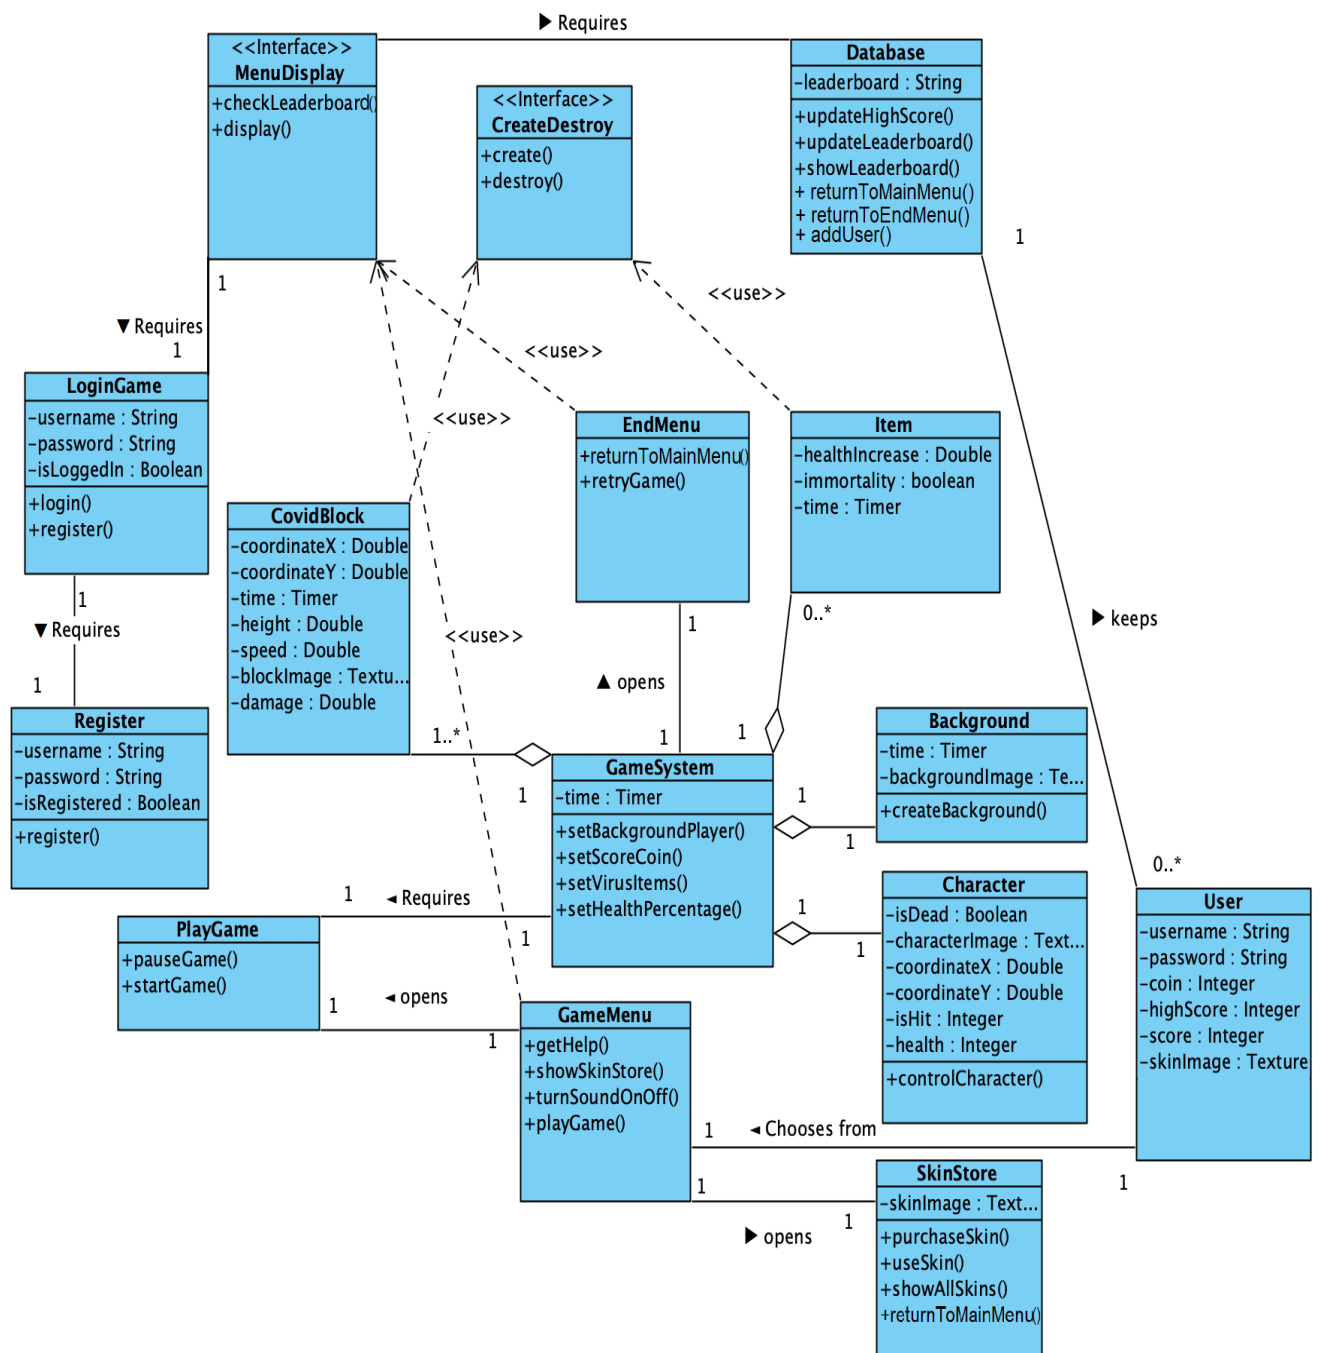 ▶ Requires
<<Interface>>
MenuDisplay
+checkLeaderboard()
+display()
<<Interface>>
CreateDestroy
+create()
+destroy()
Database
-leaderboard : String
+updateHighScore()
+updateLeaderboard()
+showLeaderboard()
+ returnToMainMenu()
+ returnToEndMenu()
+ addUser()
1
1
▼ Requires
1
<<use>>
<<use>>
<<use>>
<<use>>
LoginGame
-username : String
-password : String
-isLoggedIn : Boolean
+login()
+register()
EndMenu
+returnToMainMenu()
+retryGame()
Item
-healthIncrease : Double
-immortality : boolean
-time : Timer
CovidBlock
-coordinateX : Double
-coordinateY : Double
-time : Timer
-height : Double
-speed : Double
-blockImage : Textu...
-damage : Double
1
▼ Requires
1
1
0..*
▶ keeps
▲ opens
Register
-username : String
-password : String
-isRegistered : Boolean
+register()
1..*
1
1
1
GameSystem
-time : Timer
+setBackgroundPlayer()
+setScoreCoin()
+setVirusItems()
+setHealthPercentage()
Background
-time : Timer
-backgroundImage : Te...
+createBackground()
1
1
1
1
Character
-isDead : Boolean
-characterImage : Text...
-coordinateX : Double
-coordinateY : Double
-isHit : Integer
-health : Integer
+controlCharacter()
0..*
User
-username : String
-password : String
-coin : Integer
-highScore : Integer
-score : Integer
-skinImage : Texture
1
◄ Requires
1
PlayGame
+pauseGame()
+startGame()
1
◄ opens
1
GameMenu
+getHelp()
+showSkinStore()
+turnSoundOnOff()
+playGame()
1
◄ Chooses from
1
1
▶ opens
1
SkinStore
-skinImage : Text...
+purchaseSkin()
+useSkin()
+showAllSkins()
+returnToMainMenu()